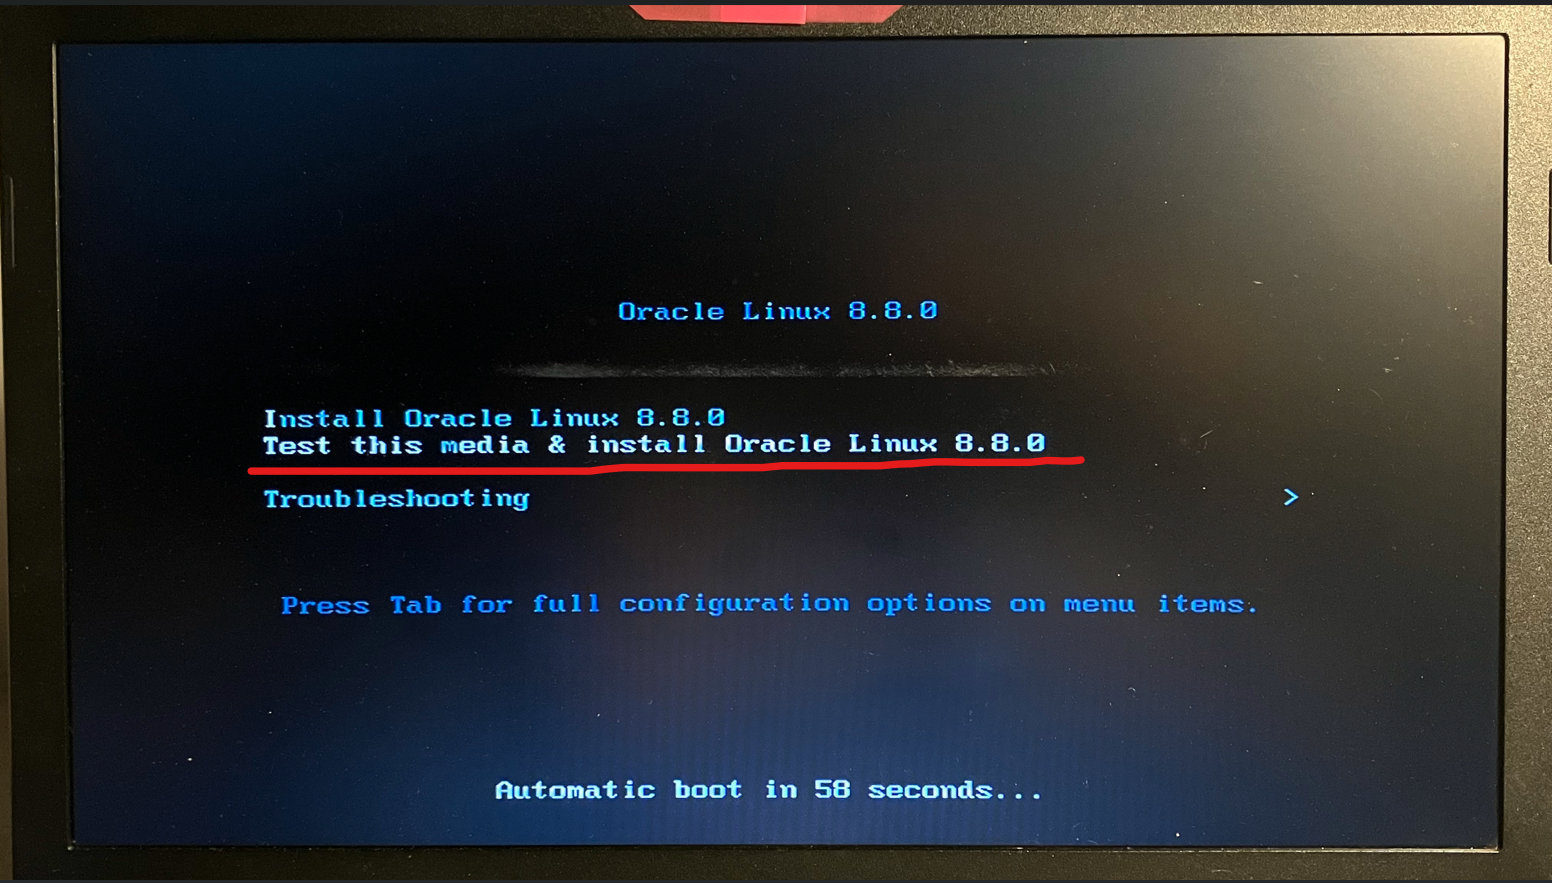 Oracle Linux 8.8.0
Install Oracle Linux 8.8.0
Test this media & install Oracle Linux 8.8.0
Troubleshooting >
Press Tab for full configuration options on menu items.
Automatic boot in 58 seconds...